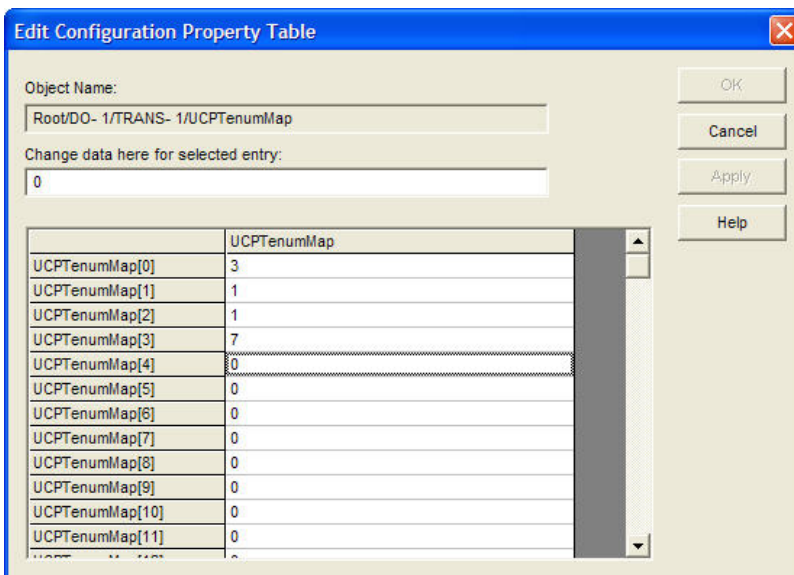 Edit Configuration Property Table
Object Name:
OK
Root/DO- 1/TRANS- 1/UCPTenumMap
Cancel
Change data here for selected entry:
0
Apply
Help
UCPTenumMap
UCPTenumMap[0] 3
UCPTenumMap[1] 1
UCPTenumMap[2] 1
UCPTenumMap[3] 7
UCPTenumMap[4] 0
UCPTenumMap[5] 0
UCPTenumMap[6] 0
UCPTenumMap[7] 0
UCPTenumMap[8] 0
UCPTenumMap[9] 0
UCPTenumMap[10] 0
UCPTenumMap[11] 0